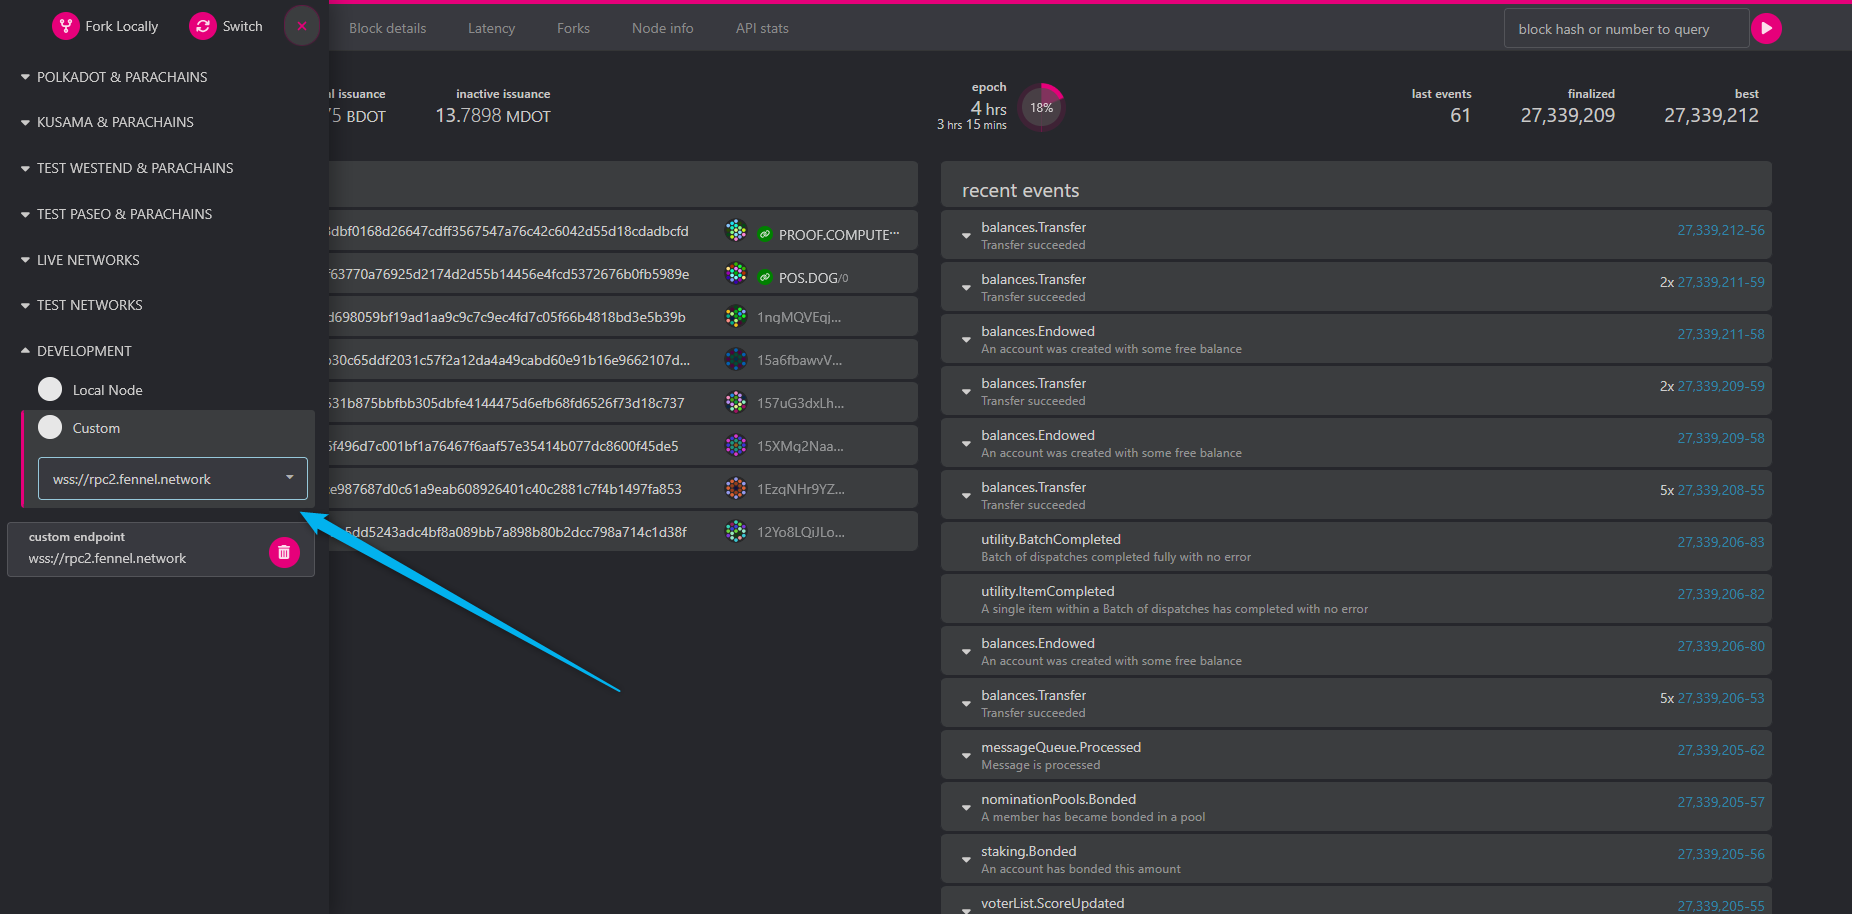 Fork Locally
Switch
POLKADOT & PARACHAINS
KUSAMA & PARACHAINS
TEST WESTEND & PARACHAINS
TEST PASEO & PARACHAINS
LIVE NETWORKS
TEST NETWORKS
DEVELOPMENT
Local Node
Custom
wss://rpc2.fennel.network
custom endpoint
wss://rpc2.fennel.network
Block details
Latency
Forks
Node info
API stats
block hash or number to query
l issuance
75 BDOT
inactive issuance
13.7898 MDOT
epoch
4 hrs
3 hrs 15 mins
18%
last events
61
finalized
27,339,209
best
27,339,212
dbf0168d26647cdff3567547a76c42c6042d55d18cdadbcfd
PROOF.COMPUTE...
f63770a76925d2174d2d55b14456e4fcd5372676b0fb5989e
POS.DOG/0
d698059bf19ad1aa9c9c7c9ec4fd7c05f66b4818bd3e5b39b
1nqMQVEqj...
b30c65ddf2031c57f2a12da4a49cabd60e91b16e9662107d...
15a6fbawvV...
531b875bbfbb305dbfe4144475d6efb68fd6526f73d18c737
157uG3dxLh...
5f496d7c001bf1a76467f6aaf57e35414b077dc8600f45de5
15XMq2Naa...
e987687d0c61a9eab608926401c40c2881c7f4b1497fa853
1EzqNHr9YZ...
5dd5243adc4bf8a089bb7a898b80b2dcc798a714c1d38f
12Yo8LQiJLo...
recent events
balances.Transfer
Transfer succeeded
27,339,212-56
balances.Transfer
Transfer succeeded
2x 27,339,211-59
balances.Endowed
An account was created with some free balance
27,339,211-58
balances.Transfer
Transfer succeeded
2x 27,339,209-59
balances.Endowed
An account was created with some free balance
27,339,209-58
balances.Transfer
Transfer succeeded
5x 27,339,208-55
utility.BatchCompleted
Batch of dispatches completed fully with no error
27,339,206-83
utility.ItemCompleted
A single item within a Batch of dispatches has completed with no error
27,339,206-82
balances.Endowed
An account was created with some free balance
27,339,206-80
balances.Transfer
Transfer succeeded
5x 27,339,206-53
messageQueue.Processed
Message is processed
27,339,205-62
nominationPools.Bonded
A member has became bonded in a pool
27,339,205-57
staking.Bonded
An account has bonded this amount
27,339,205-56
voterList.ScoreUpdated
27,339,205-55